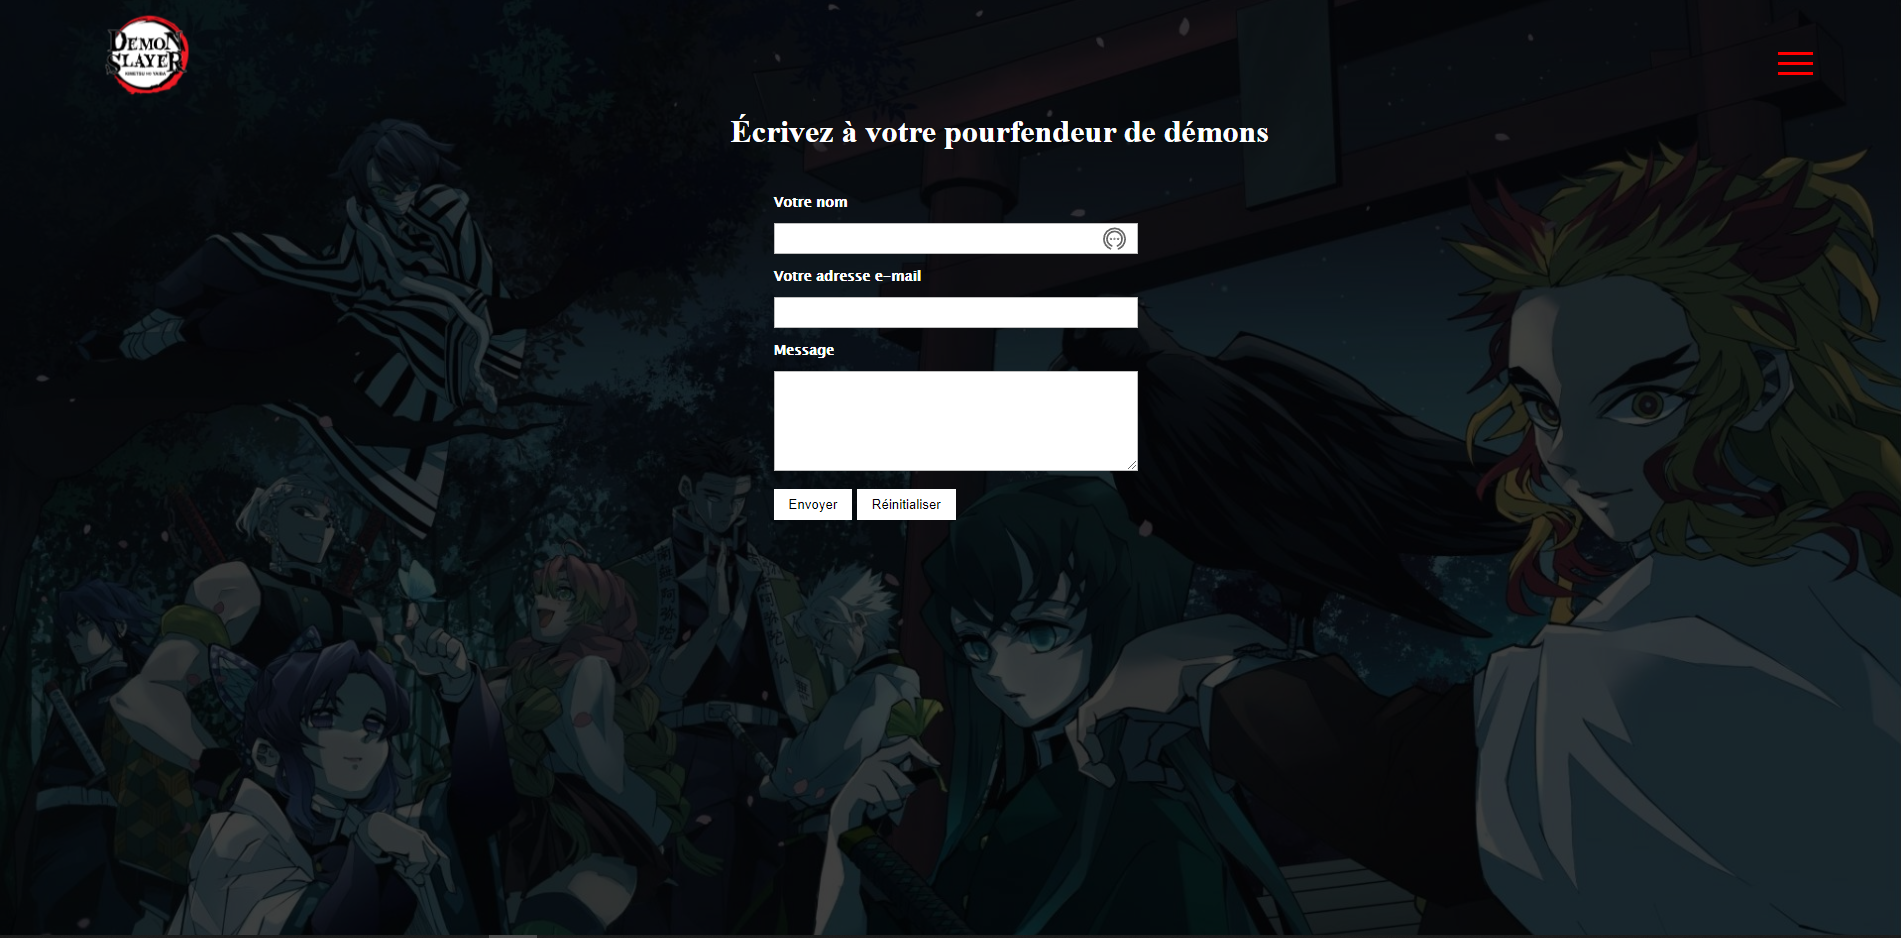 DEMON
SLAYER
KIMETSU NO YAIBA
Écrivez à votre pourfendeur de démons
Votre nom
Votre adresse e-mail
Message
Envoyer Réinitialiser